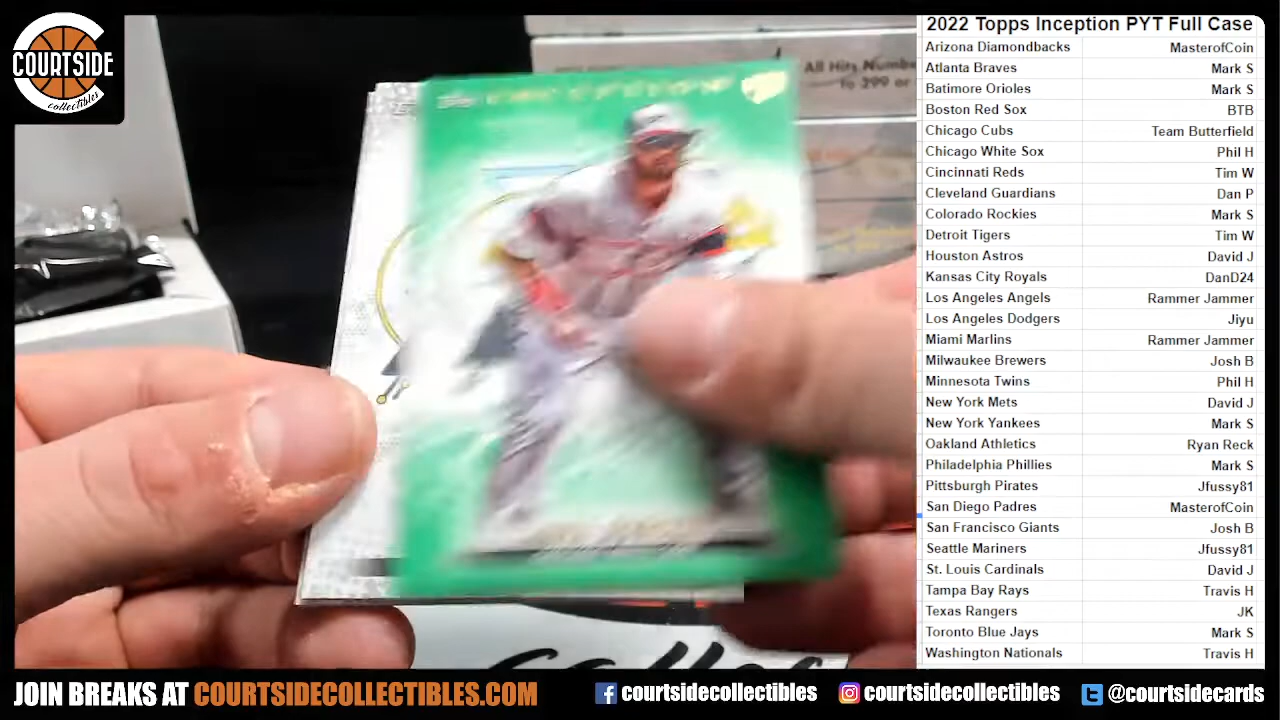 COURTSIDE
collectibles
All Hits Numbe
to 299 or
2022 Topps Inception PYT Full Case
Arizona Diamondbacks MasterofCoin
Atlanta Braves Mark S
Batimore Orioles Mark S
Boston Red Sox BTB
Chicago Cubs Team Butterfield
Chicago White Sox Phil H
Cincinnati Reds Tim W
Cleveland Guardians Dan P
Colorado Rockies Mark S
Detroit Tigers Tim W
Houston Astros David J
Kansas City Royals DanD24
Los Angeles Angels Rammer Jammer
Los Angeles Dodgers Jiyu
Miami Marlins Rammer Jammer
Milwaukee Brewers Josh B
Minnesota Twins Phil H
New York Mets David J
New York Yankees Mark S
Oakland Athletics Ryan Reck
Philadelphia Phillies Mark S
Pittsburgh Pirates Jfussy81
San Diego Padres MasterofCoin
San Francisco Giants Josh B
Seattle Mariners Jfussy81
St. Louis Cardinals David J
Tampa Bay Rays Travis H
Texas Rangers JK
Toronto Blue Jays Mark S
Washington Nationals Travis H
JOIN BREAKS AT COURTSIDECOLLECTIBLES.COM
courtsidecollectibles
courtsidecollectibles
@courtsidecards